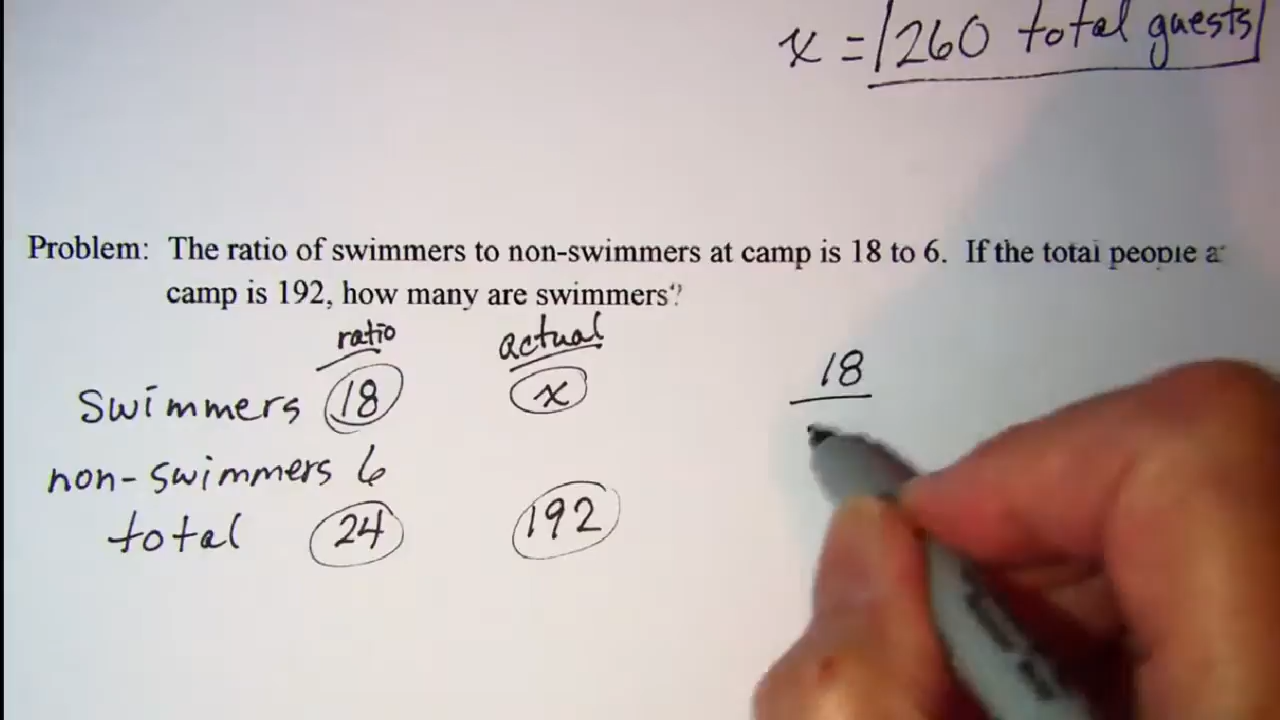 x = 1260 total guests
Problem: The ratio of swimmers to non-swimmers at camp is 18 to 6. If the total people a
camp is 192, how many are swimmers?
ratio actual
Swimmers 18 x
18
non-swimmers 6
total 24 192